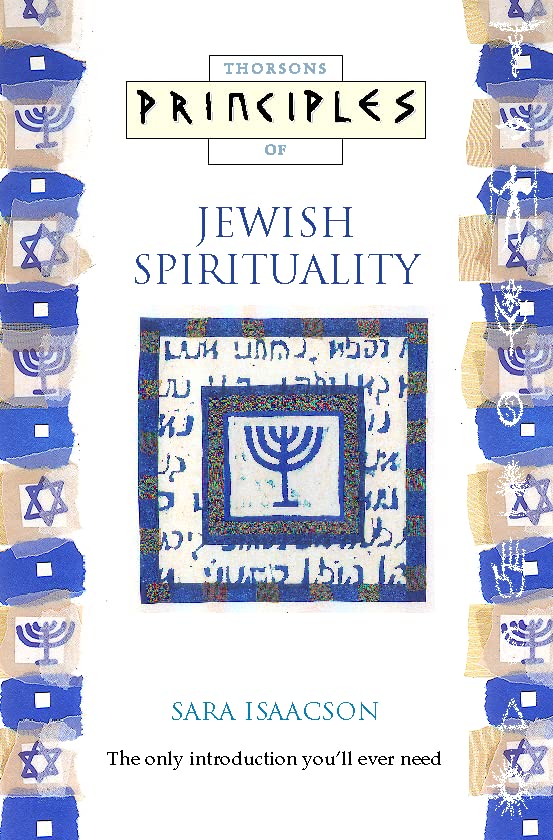 THORSONS
PRINCIPLES
OF
JEWISH
SPIRITUALITY
SARA ISAACSON
The only introduction you'll ever need